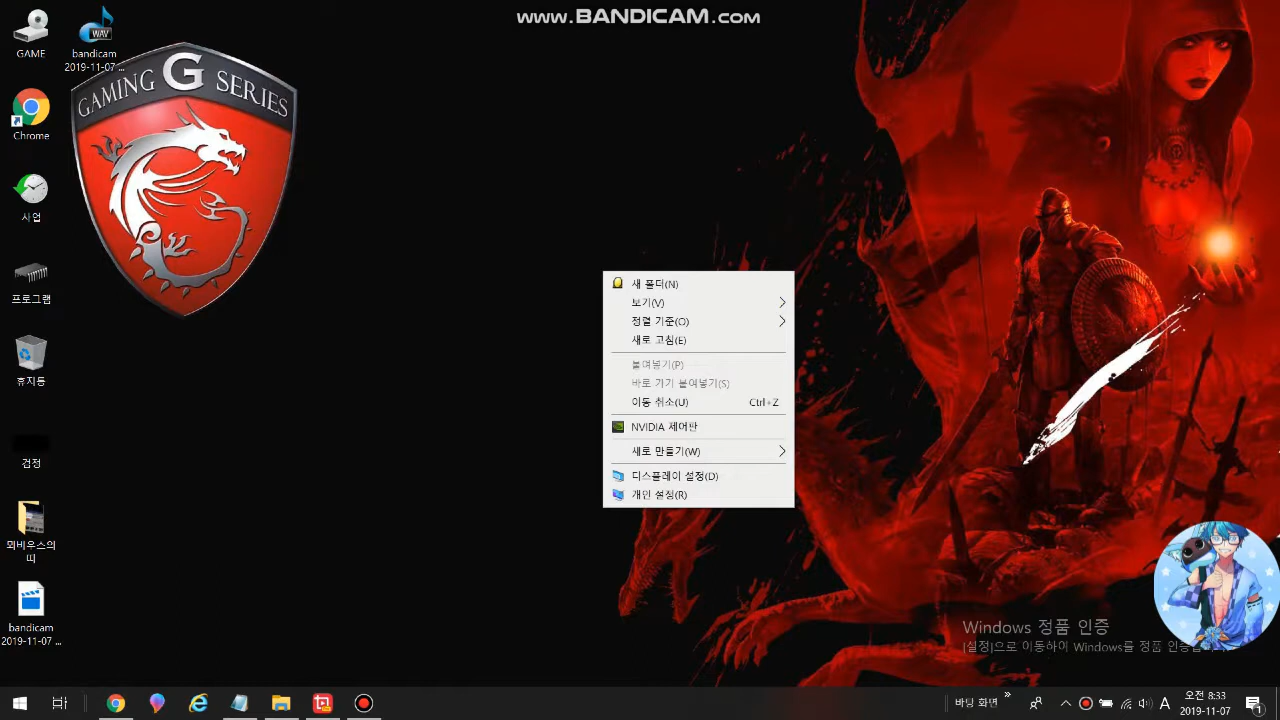 www.BANDICAM.com
GAME
bandicam
2019-11-07 ...
WAV
GAMING G SERIES
Chrome
사업
프로그램
휴지통
검정
뫼비우스의
띠
bandicam
2019-11-07 ...
새 폴더(N)
보기(V)
정렬 기준(O)
새로 고침(E)
붙여넣기(P)
바로 가기 붙여넣기(S)
이동 취소(U) Ctrl+Z
NVIDIA 제어판
새로 만들기(W)
디스플레이 설정(D)
개인 설정(R)
Windows 정품 인증
[설정]으로 이동하여 Windows를 정품 인증
바탕 화면
A
오전 8:33
2019-11-07
1